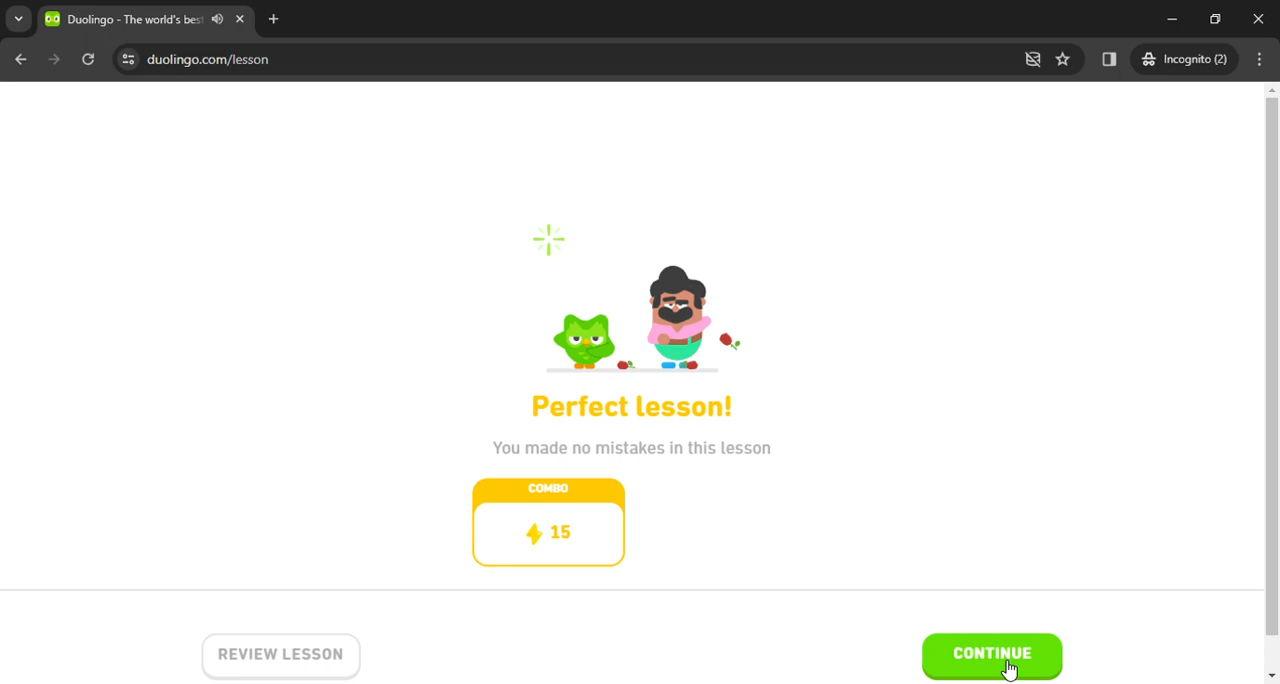 Duolingo - The world's bes
duolingo.com/lesson
Incognito (2)
Perfect lesson!
You made no mistakes in this lesson
COMBO
15
REVIEW LESSON
CONTINUE